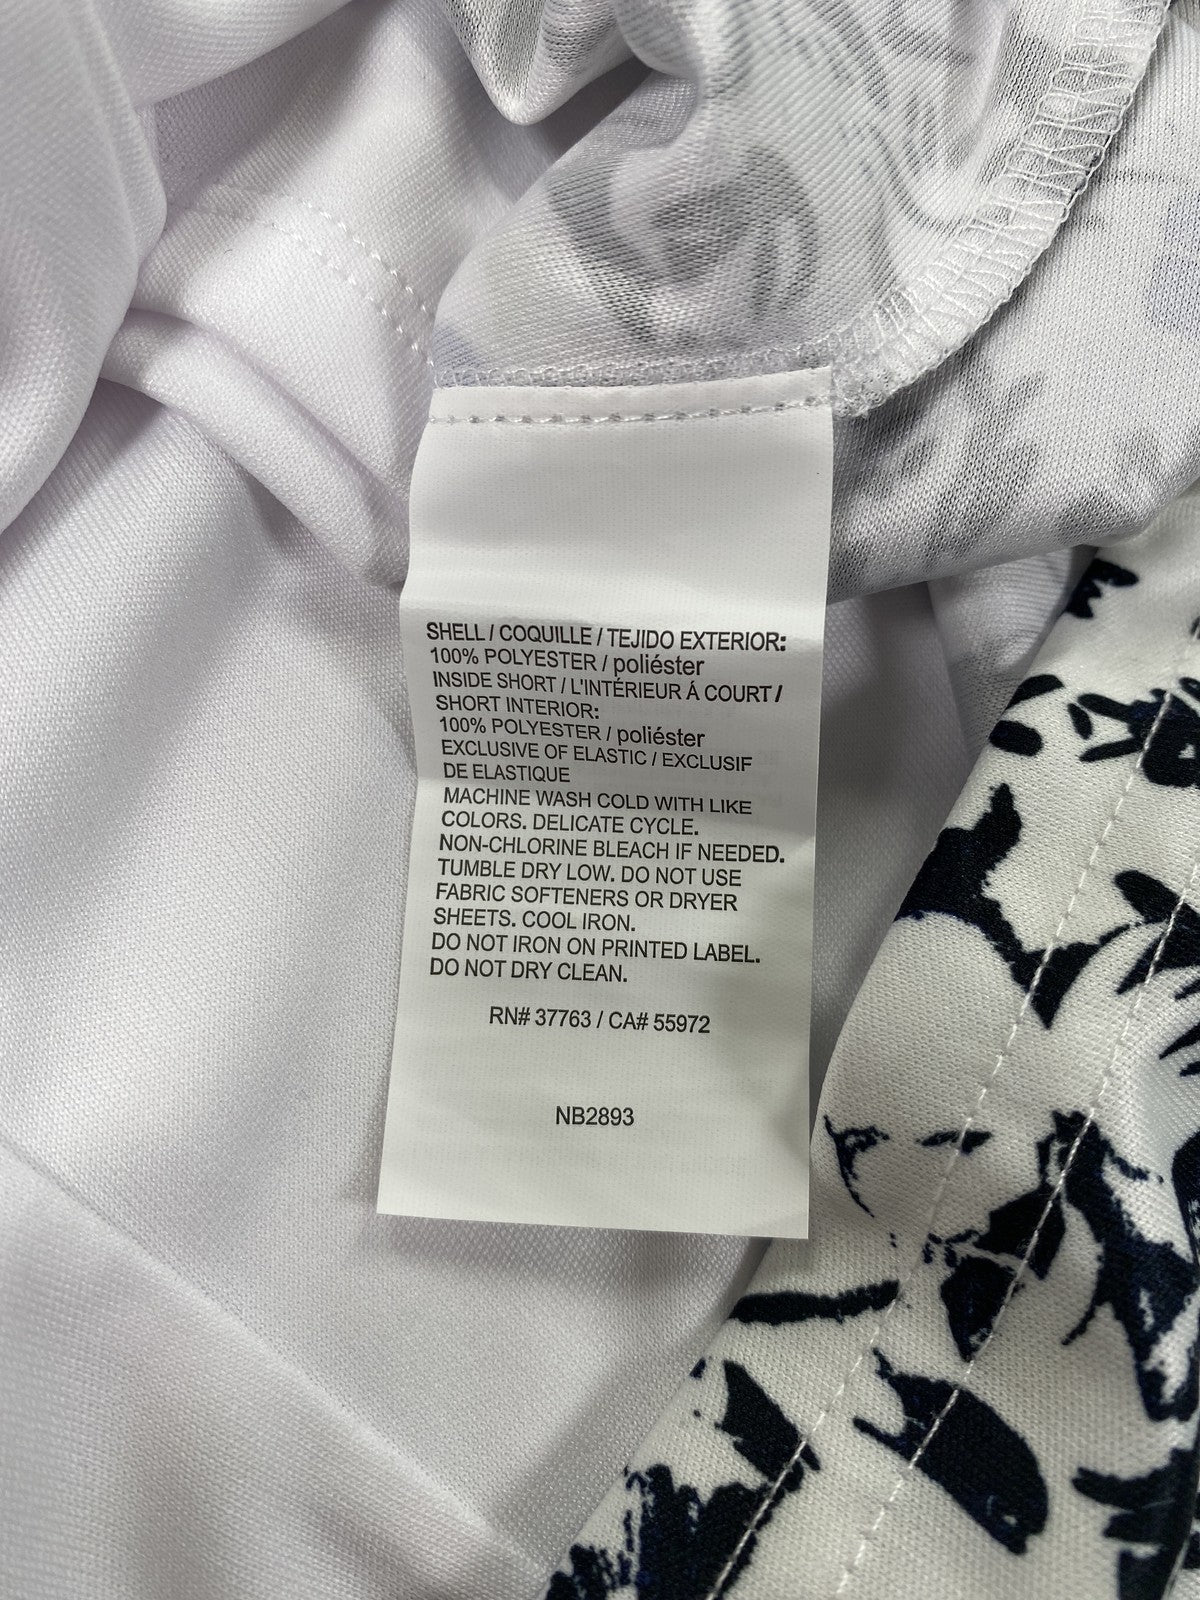 SHELL / COQUILLE / TEJIDO EXTERIOR:
100% POLYESTER / poliéster
INSIDE SHORT / L'INTÉRIEUR Á COURT /
SHORT INTERIOR:
100% POLYESTER / poliéster
EXCLUSIVE OF ELASTIC / EXCLUSIF
DE ELASTIQUE
MACHINE WASH COLD WITH LIKE
COLORS. DELICATE CYCLE.
NON-CHLORINE BLEACH IF NEEDED.
TUMBLE DRY LOW. DO NOT USE
FABRIC SOFTENERS OR DRYER
SHEETS. COOL IRON.
DO NOT IRON ON PRINTED LABEL.
DO NOT DRY CLEAN.
RN# 37763 / CA# 55972
NB2893